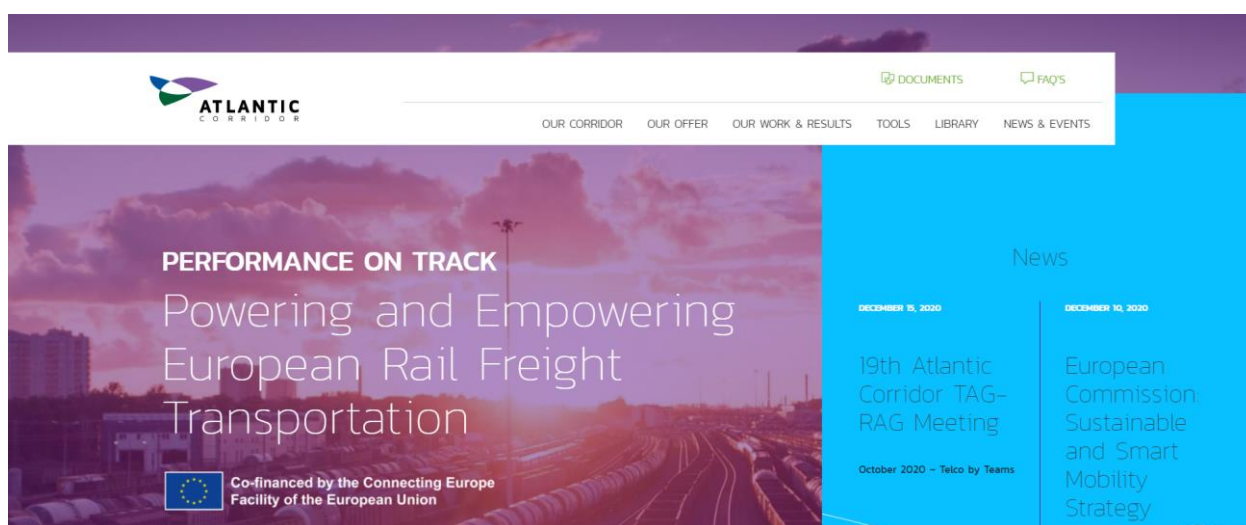 ATLANTIC
CORRIDOR
DOCUMENTS
FAQ'S
OUR CORRIDOR
OUR OFFER
OUR WORK & RESULTS
TOOLS
LIBRARY
NEWS & EVENTS
PERFORMANCE ON TRACK
Powering and Empowering
European Rail Freight
Transportation
Co-financed by the Connecting Europe
Facility of the European Union
News
DECEMBER 15, 2020
19th Atlantic
Corridor TAG-
RAG Meeting
October 2020 – Telco by Teams
DECEMBER 10, 2020
European
Commission:
Sustainable
and Smart
Mobility
Strategy